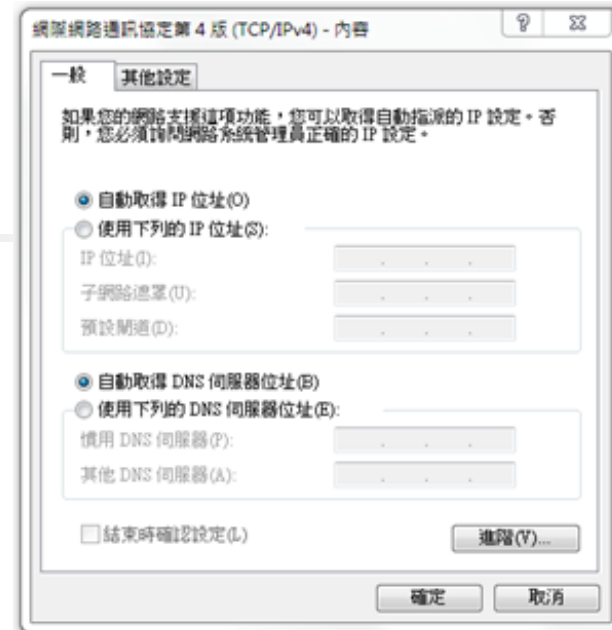 網際網路通訊協定第 4 版 (TCP/IPv4) - 內容
一般 其他設定
如果您的網路支援這項功能，您可以取得自動指派的 IP 設定。否
則，您必須詢問網路系統管理員正確的 IP 設定。
自動取得 IP 位址(O)
使用下列的 IP 位址(S):
IP 位址(I):
子網路遮罩(U):
預設閘道(D):
自動取得 DNS 伺服器位址(B)
使用下列的 DNS 伺服器位址(E):
慣用 DNS 伺服器(P):
其他 DNS 伺服器(A):
結束時確認設定(L)
進階(V)...
確定 取消